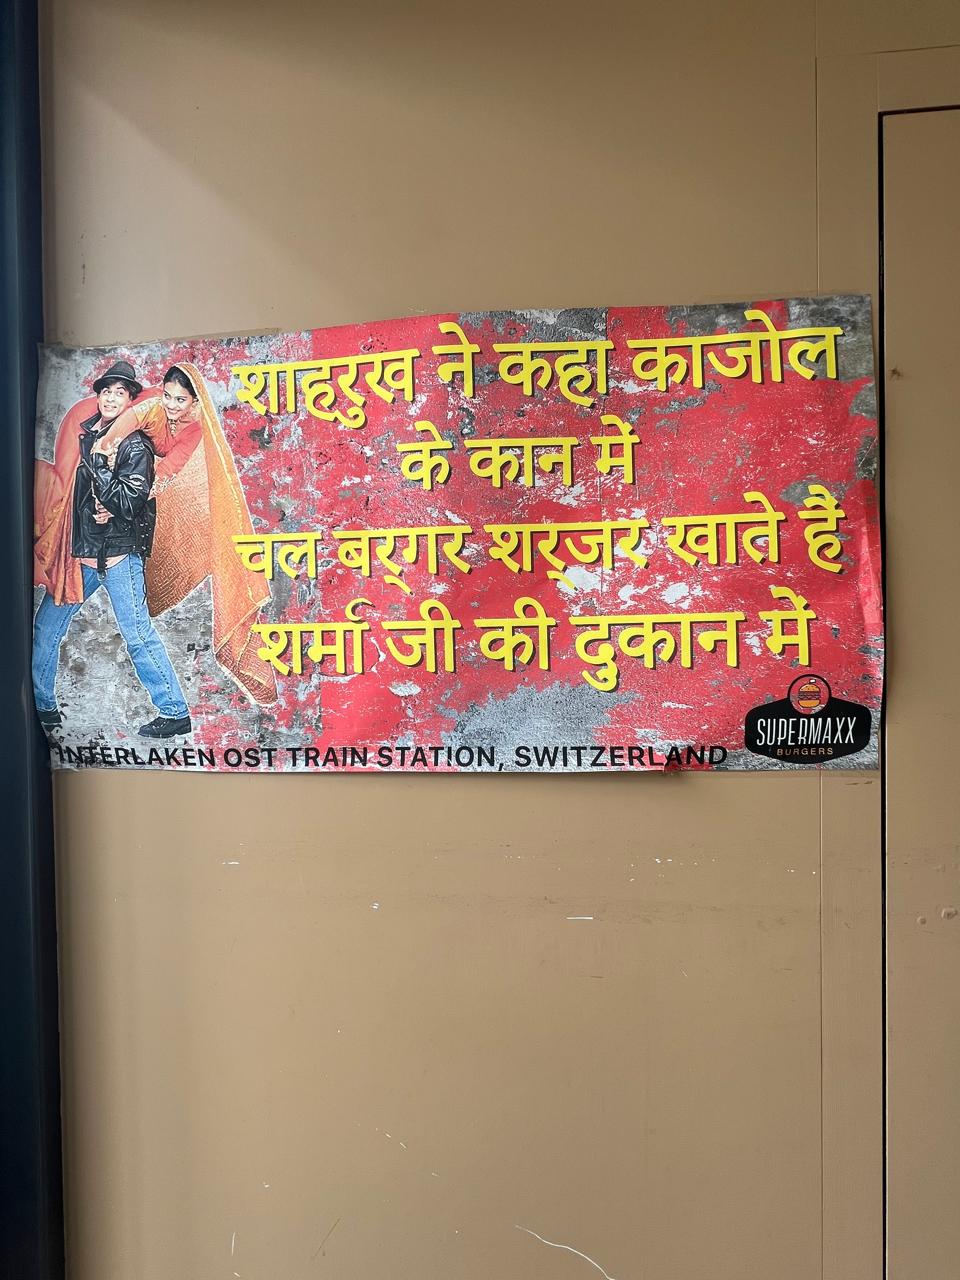 शाहरुख ने कहा काजोल
के कान में
चल बर्‌गर शर्‌जर खाते हैं
शर्मा जी की दुकान में
INTERLAKEN OST TRAIN STATION, SWITZERLAND
SUPERMAXX
BURGERS